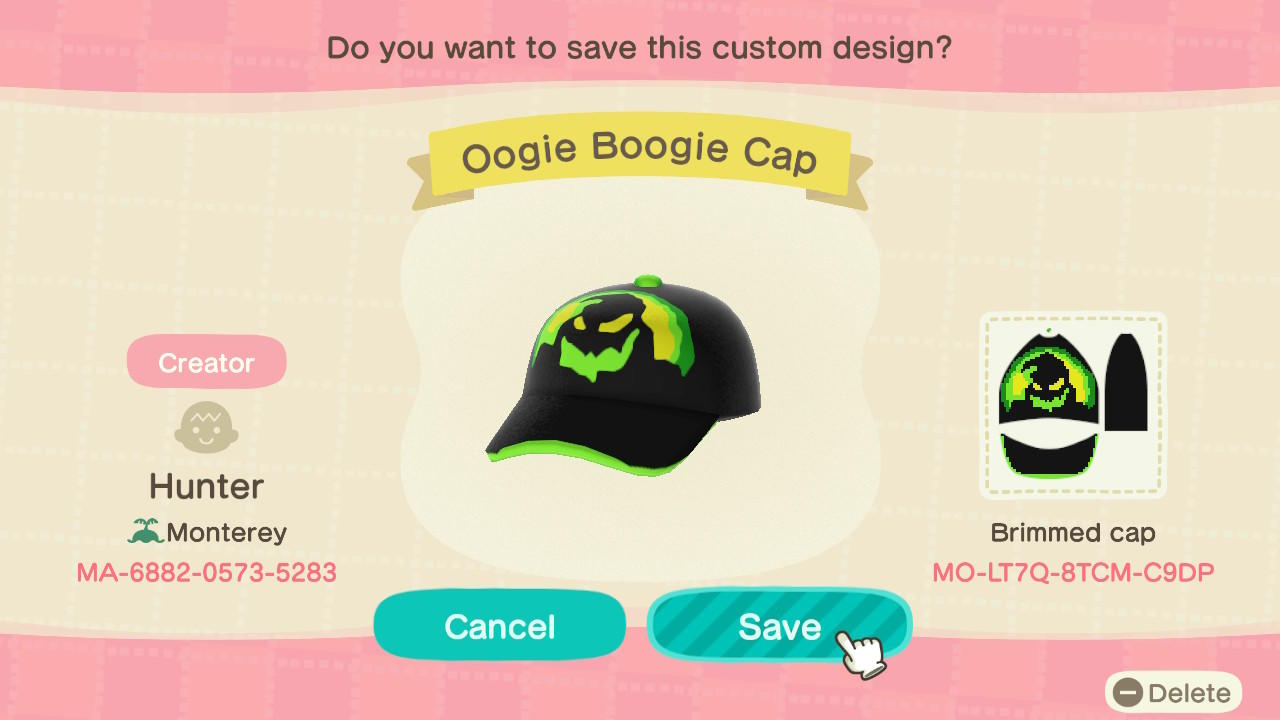 Do you want to save this custom design?
Oogie Boogie Cap
Creator
Hunter
Monterey
MA-6882-0573-5283
Brimmed cap
MO-LT7Q-8TCM-C9DP
Cancel
Save
Delete